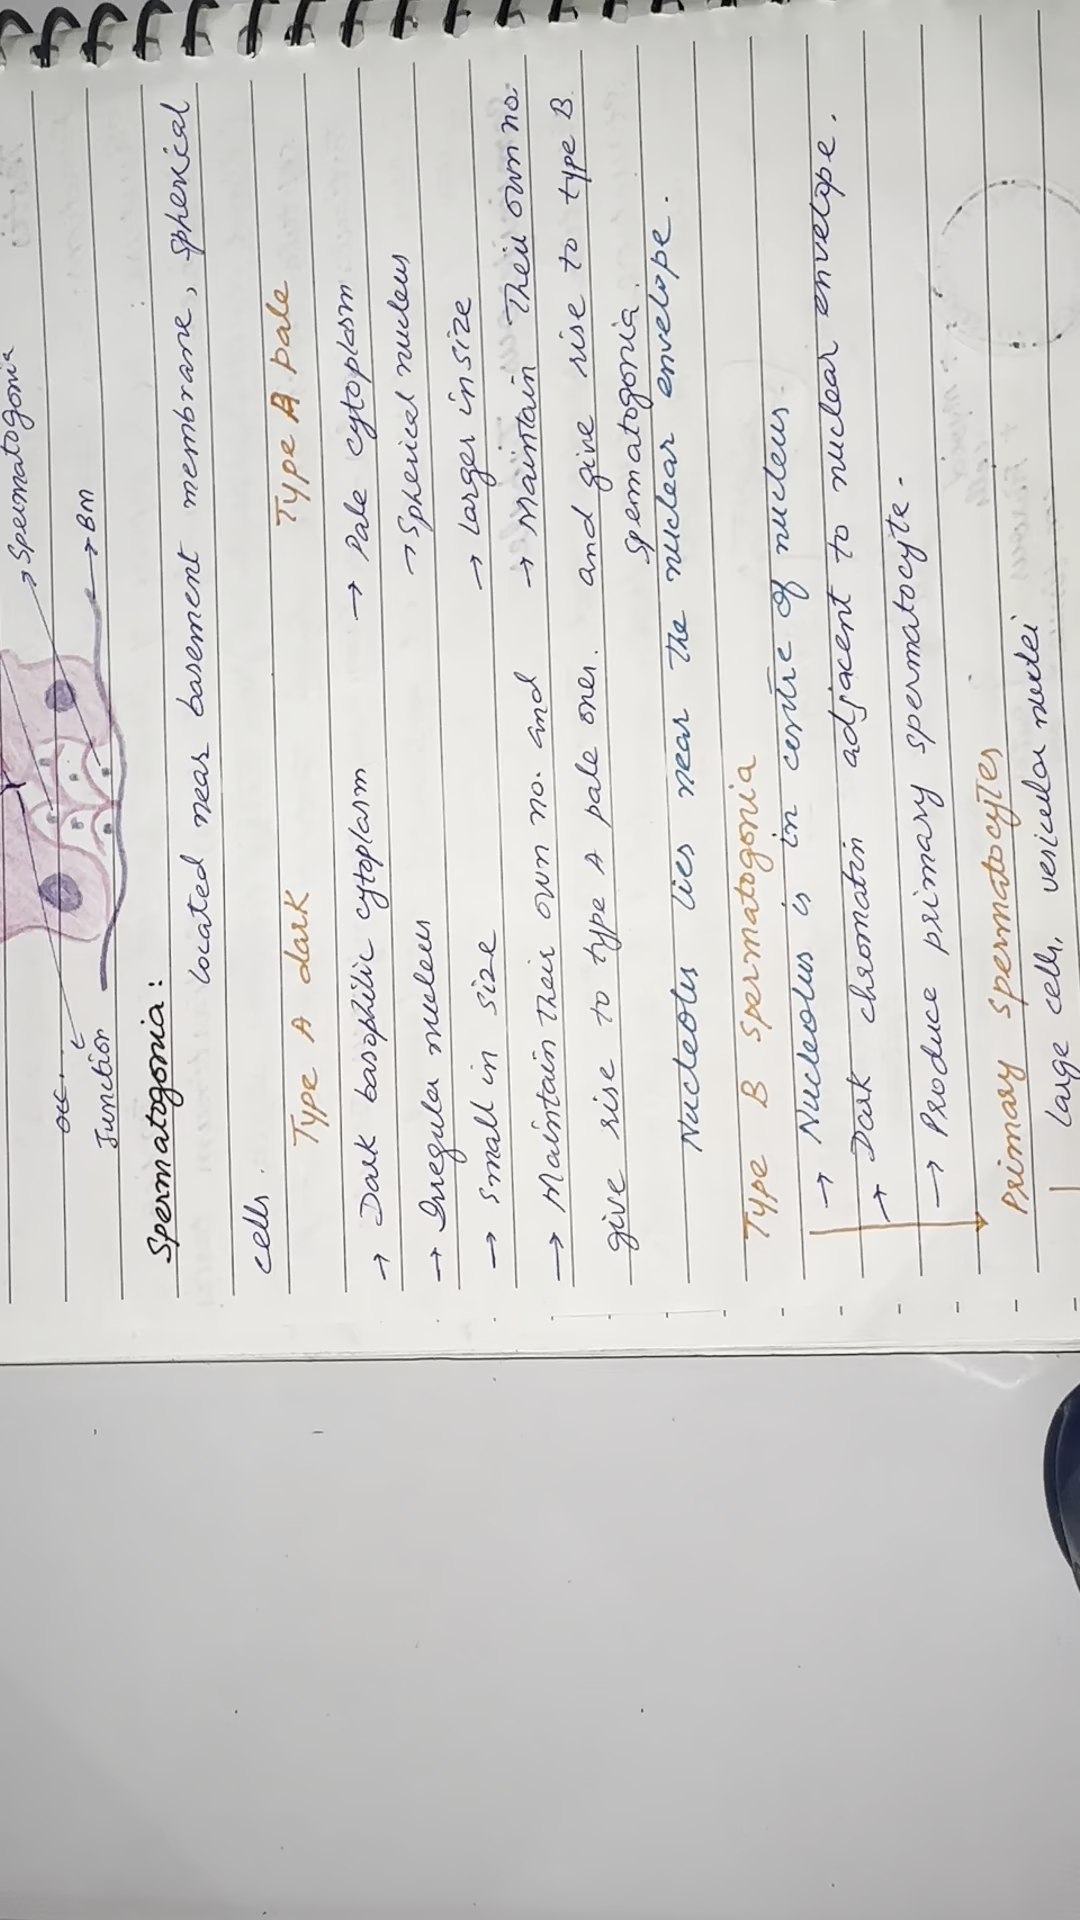 Spermatogonia
occ.
Junction
BM
Spermatogonia:
located near basement membrane, spherical
cells.
Type A dark
Type A pale
→ Dark basophilic cytoplasm
→ Pale cytoplasm
→ Irregular nucleus
→ Spherical nucleus
→ Small in size
→ Larger in size
→ Maintain their own no. and
→ Maintain Their own no.
give rise to type A pale ones.
and give rise to type B
Spermatogonia.
Nucleolus lies near the nuclear envelope.
Type B Spermatogonia
→ Nucleolus is in centre of nucleus.
→ Dark chromatin adjacent to nuclear envelope.
→ Produce primary spermatocyte.
Primary Spermatocytes
Large cells, vesicular nuclei